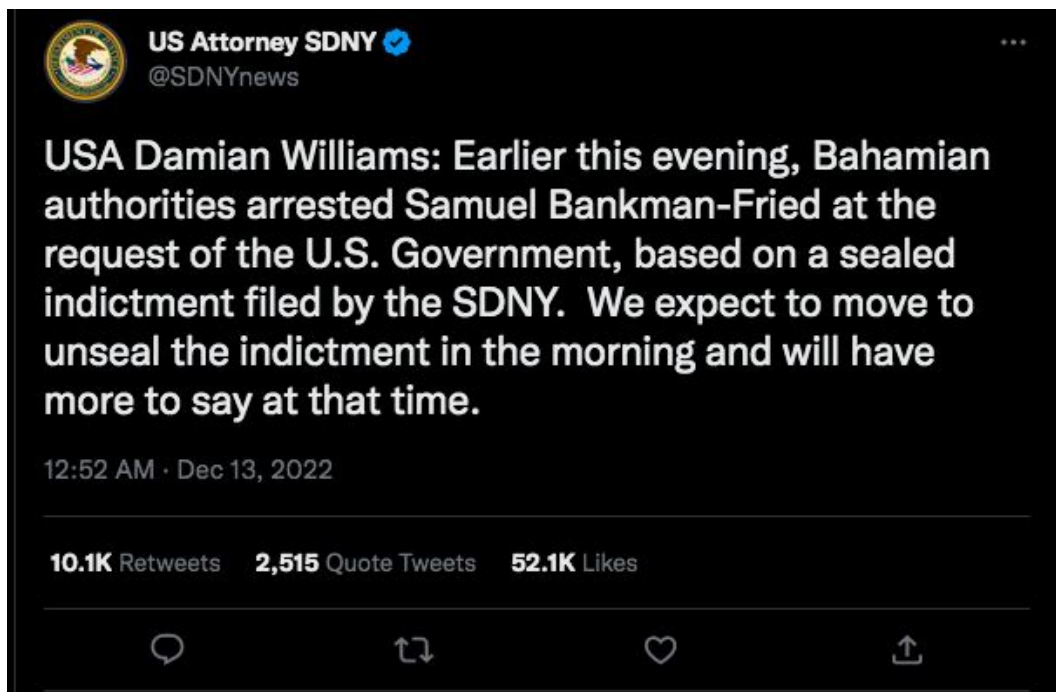 US Attorney SDNY
@SDNYnews
USA Damian Williams: Earlier this evening, Bahamian
authorities arrested Samuel Bankman-Fried at the
request of the U.S. Government, based on a sealed
indictment filed by the SDNY.  We expect to move to
unseal the indictment in the morning and will have
more to say at that time.
12:52 AM · Dec 13, 2022
10.1K Retweets 2,515 Quote Tweets 52.1K Likes